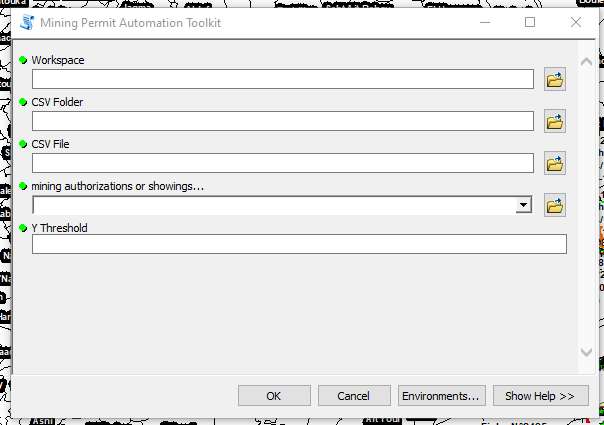 Mining Permit Automation Toolkit
Workspace
CSV Folder
CSV File
mining authorizations or showings...
Y Threshold
OK
Cancel
Environments...
Show Help >>